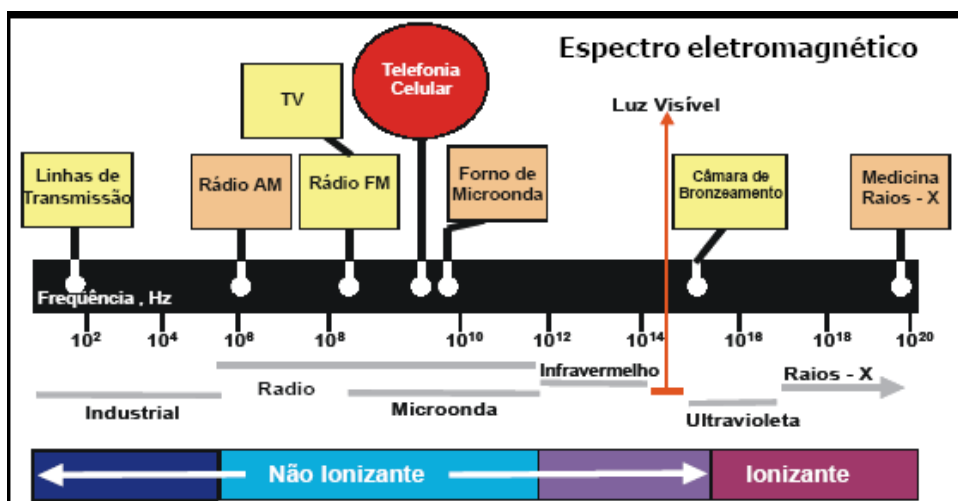 Espectro eletromagnético
Telefonia
Celular
TV
Luz Visível
Linhas de
Transmissão
Rádio AM
Rádio FM
Forno de
Microonda
Câmara de
Bronzeamento
Medicina
Raios - X
Freqüência , Hz
10²
10⁴
10⁶
10⁸
10¹⁰
10¹²
10¹⁴
10¹⁶
10¹⁸
10²⁰
Infravermelho
Raios - X
Radio
Industrial
Microonda
Ultravioleta
Não Ionizante
Ionizante